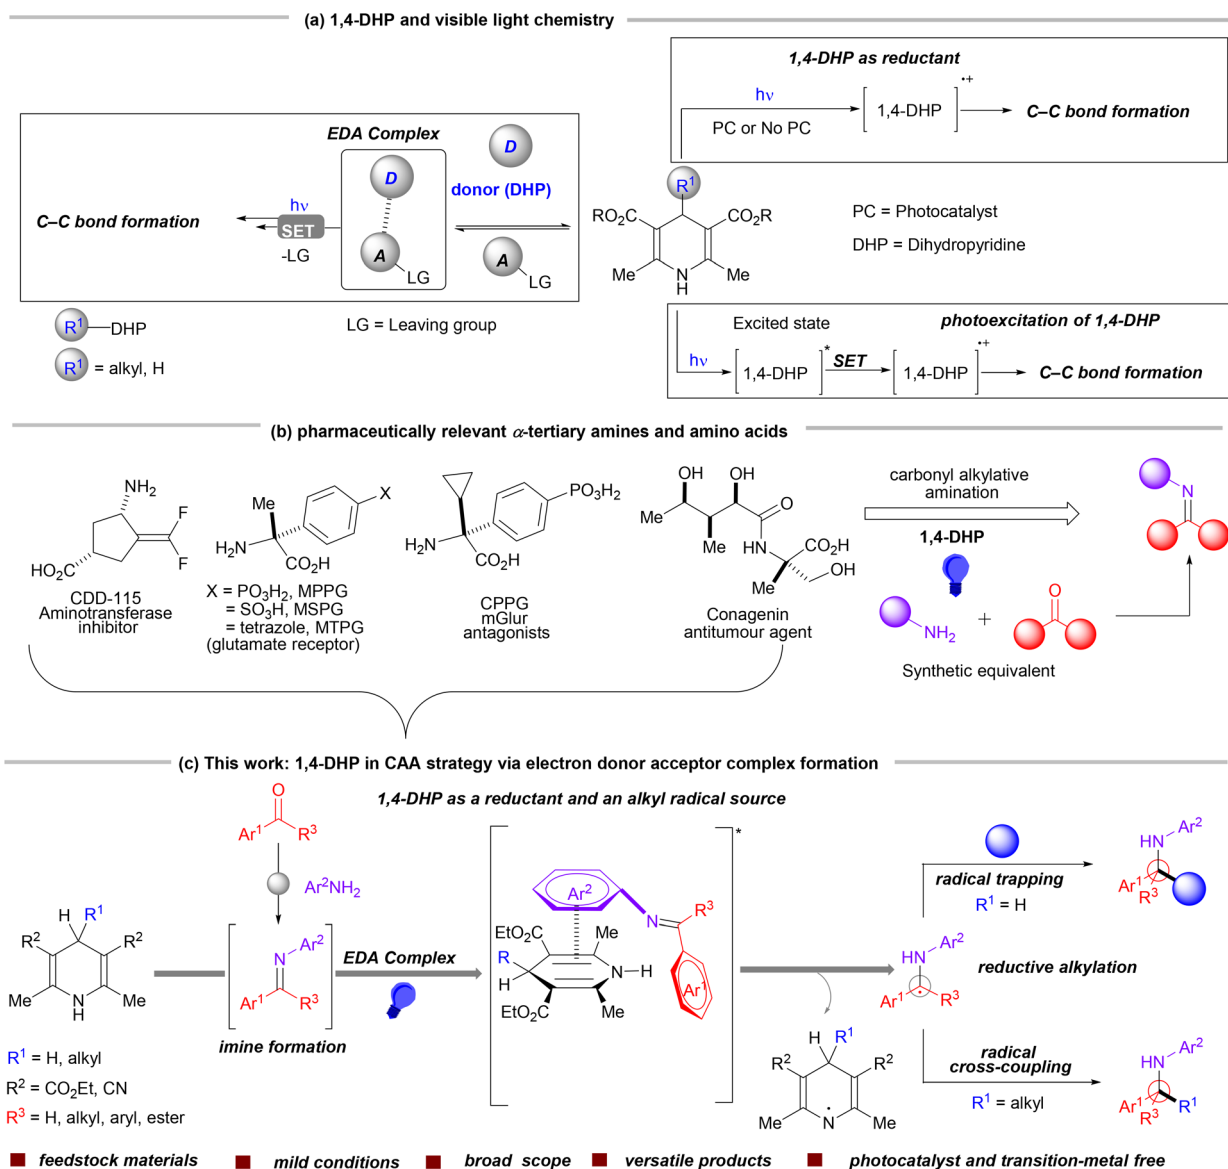 (a) 1,4-DHP and visible light chemistry
1,4-DHP as reductant
hν
PC or No PC
1,4-DHP
•+
C–C bond formation
EDA Complex
D
D
donor (DHP)
hν
SET
-LG
C–C bond formation
A
LG
A
LG
R¹
RO₂C
CO₂R
Me
N
H
Me
PC = Photocatalyst
DHP = Dihydropyridine
R¹—DHP
R¹ = alkyl, H
LG = Leaving group
Excited state
photoexcitation of 1,4-DHP
hν
1,4-DHP
*
SET
1,4-DHP
•+
C–C bond formation
(b) pharmaceutically relevant α-tertiary amines and amino acids
NH₂
F
F
HO₂C
CDD-115
Aminotransferase
inhibitor
Me
X
H₂N
CO₂H
X = PO₃H2, MPPG
= SO₃H, MSPG
= tetrazole, MTPG
(glutamate receptor)
PO₃H₂
H₂N
CO₂H
CPPG
mGlur
antagonists
OH
OH
O
Me
Me
HN
CO₂H
OH
Me
Conagenin
antitumour agent
carbonyl alkylative
amination
1,4-DHP
N
NH₂
+
O
Synthetic equivalent
(c) This work: 1,4-DHP in CAA strategy via electron donor acceptor complex formation
1,4-DHP as a reductant and an alkyl radical source
O
Ar¹
R³
Ar²NH₂
H
R¹
R²
R²
Me
N
H
Me
N
Ar²
Ar¹
R³
imine formation
EDA Complex
Ar²
N
R³
EtO₂C
Me
R
N–H
H
EtO₂C
Me
Ar¹
*
H
R¹
R²
R²
Me
N
•
Me
HN
Ar²
Ar¹
•
R³
reductive alkylation
radical trapping
R¹ = H
HN
Ar²
Ar¹
R³
radical
cross-coupling
R¹ = alkyl
HN
Ar²
Ar¹
R³
R¹
R¹ = H, alkyl
R² = CO₂Et, CN
R³ = H, alkyl, aryl, ester
feedstock materials
mild conditions
broad scope
versatile products
photocatalyst and transition-metal free